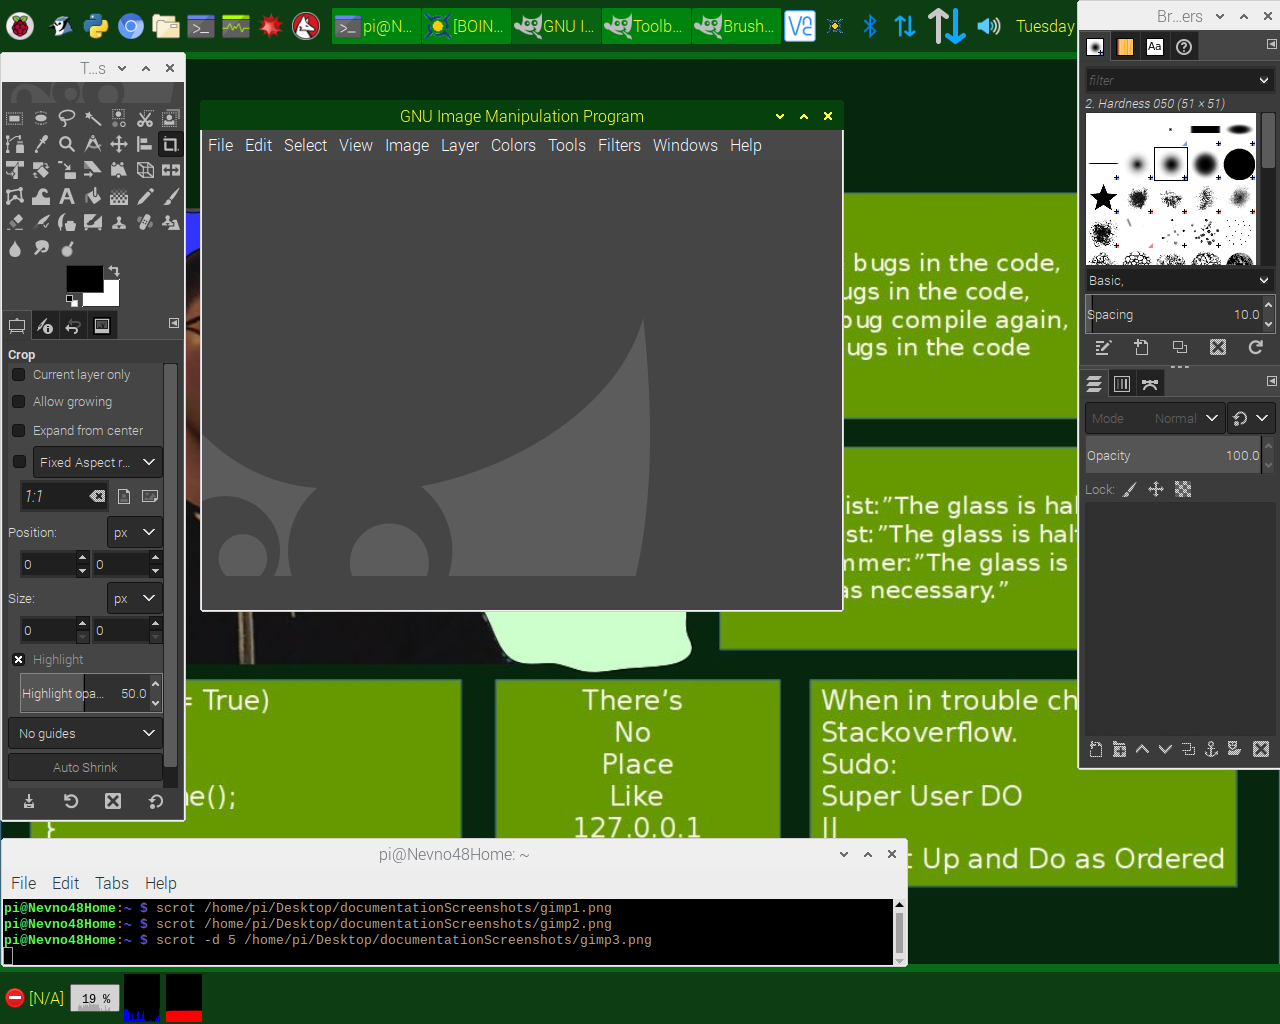 pi@N...
[BOIN...
GNU I...
Toolb...
Brush...
Tuesday
Br...ers
T...s
GNU Image Manipulation Program
File Edit Select View Image Layer Colors Tools Filters Windows Help
Aa
filter
2. Hardness 050 (51 × 51)
Basic,
Spacing 10.0
Mode Normal
Opacity 100.0
Lock:
Crop
Current layer only
Allow growing
Expand from center
Fixed Aspect r...
1:1
Position: px
0 0
Size: px
0 0
Highlight
Highlight opa... 50.0
No guides
Auto Shrink
bugs in the code,
ugs in the code,
bug compile again,
ugs in the code
ist:”The glass is hal
st:”The glass is hal
mmer:”The glass is
as necessary.”
= True)
e();
}
There’s
No
Place
Like
127.0.0.1
When in trouble ch
Stackoverflow.
Sudo:
Super User DO
||
t Up and Do as Ordered
pi@Nevno48Home: ~
File Edit Tabs Help
pi@Nevno48Home:~ $ scrot /home/pi/Desktop/documentationScreenshots/gimp1.png
pi@Nevno48Home:~ $ scrot /home/pi/Desktop/documentationScreenshots/gimp2.png
pi@Nevno48Home:~ $ scrot -d 5 /home/pi/Desktop/documentationScreenshots/gimp3.png
[N/A]
19 %